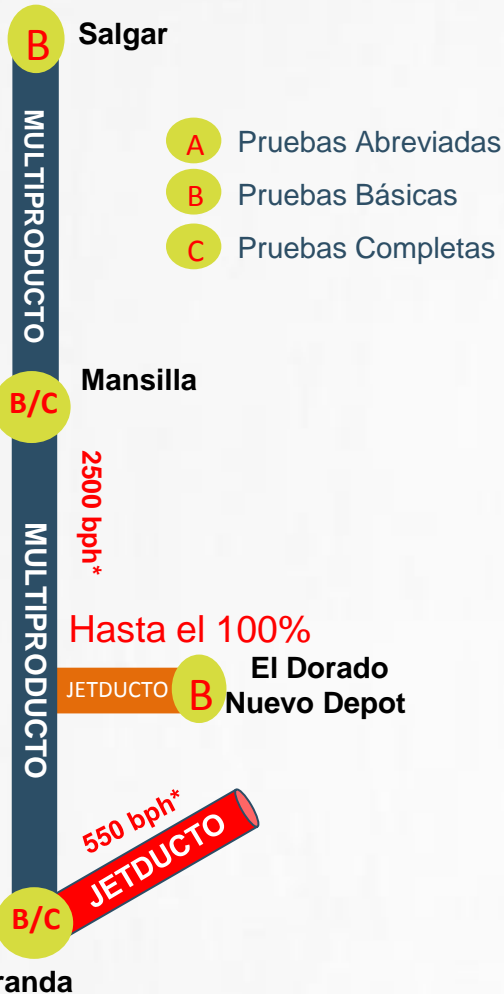 B
Salgar
MULTIPRODUCTO
A
Pruebas Abreviadas
B
Pruebas Básicas
C
Pruebas Completas
B/C
Mansilla
2500 bph*
MULTIPRODUCTO
Hasta el 100%
JETDUCTO
B
El Dorado
Nuevo Depot
550 bph*
JETDUCTO
B/C
randa